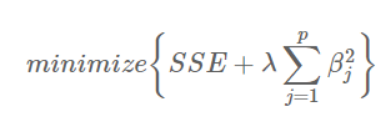 minimize{SSE + λ∑_{j=1}^{p} β_j^2}